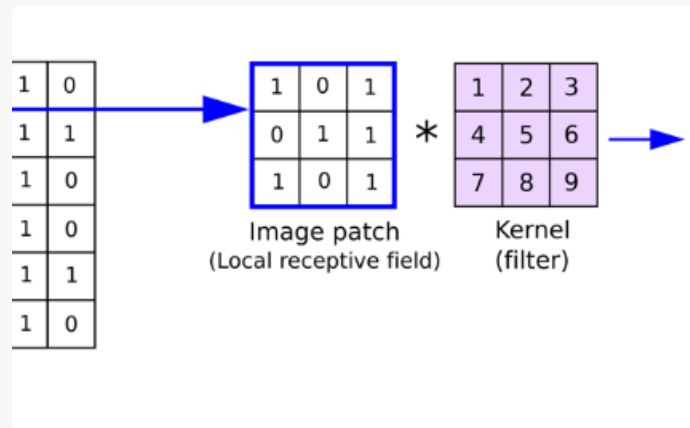 1 0
1 1
1 0
1 0
1 1
1 0
1 0 1
0 1 1
1 0 1
*
1 2 3
4 5 6
7 8 9
Image patch
(Local receptive field)
Kernel
(filter)